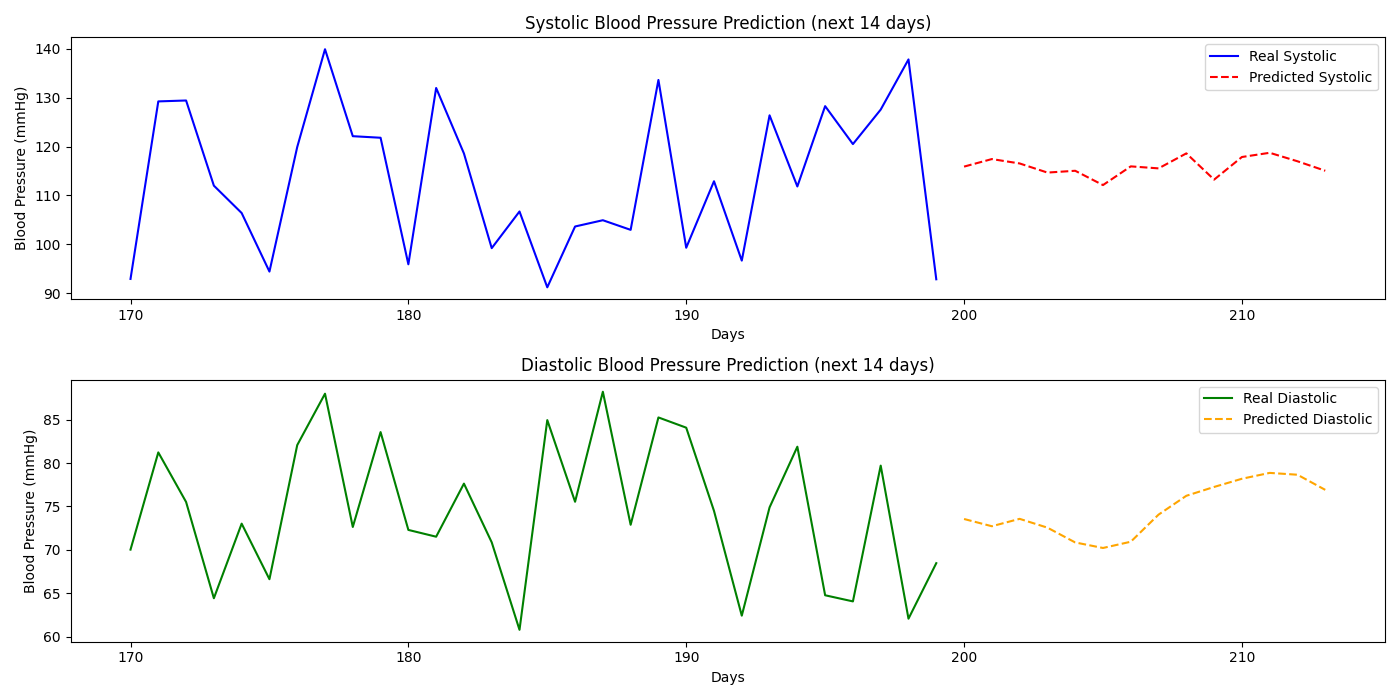 Systolic Blood Pressure Prediction (next 14 days)
Blood Pressure (mmHg)
140
130
120
110
100
90
Real Systolic
Predicted Systolic
170
180
190
200
210
Days
Diastolic Blood Pressure Prediction (next 14 days)
Blood Pressure (mmHg)
85
80
75
70
65
60
Real Diastolic
Predicted Diastolic
170
180
190
200
210
Days